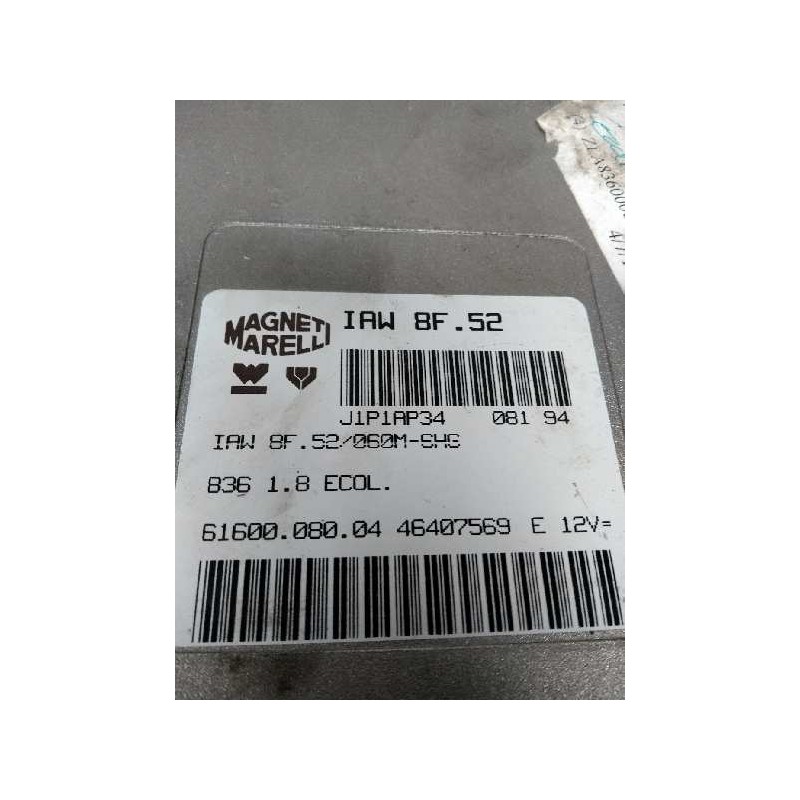 MAGNETI
MARELLI
IAW 8F.52
J1P1AP34 081 94
IAW 8F.52/060M-SHG
836 1.8 ECOL.
61600.080.04 46407569 E 12V=